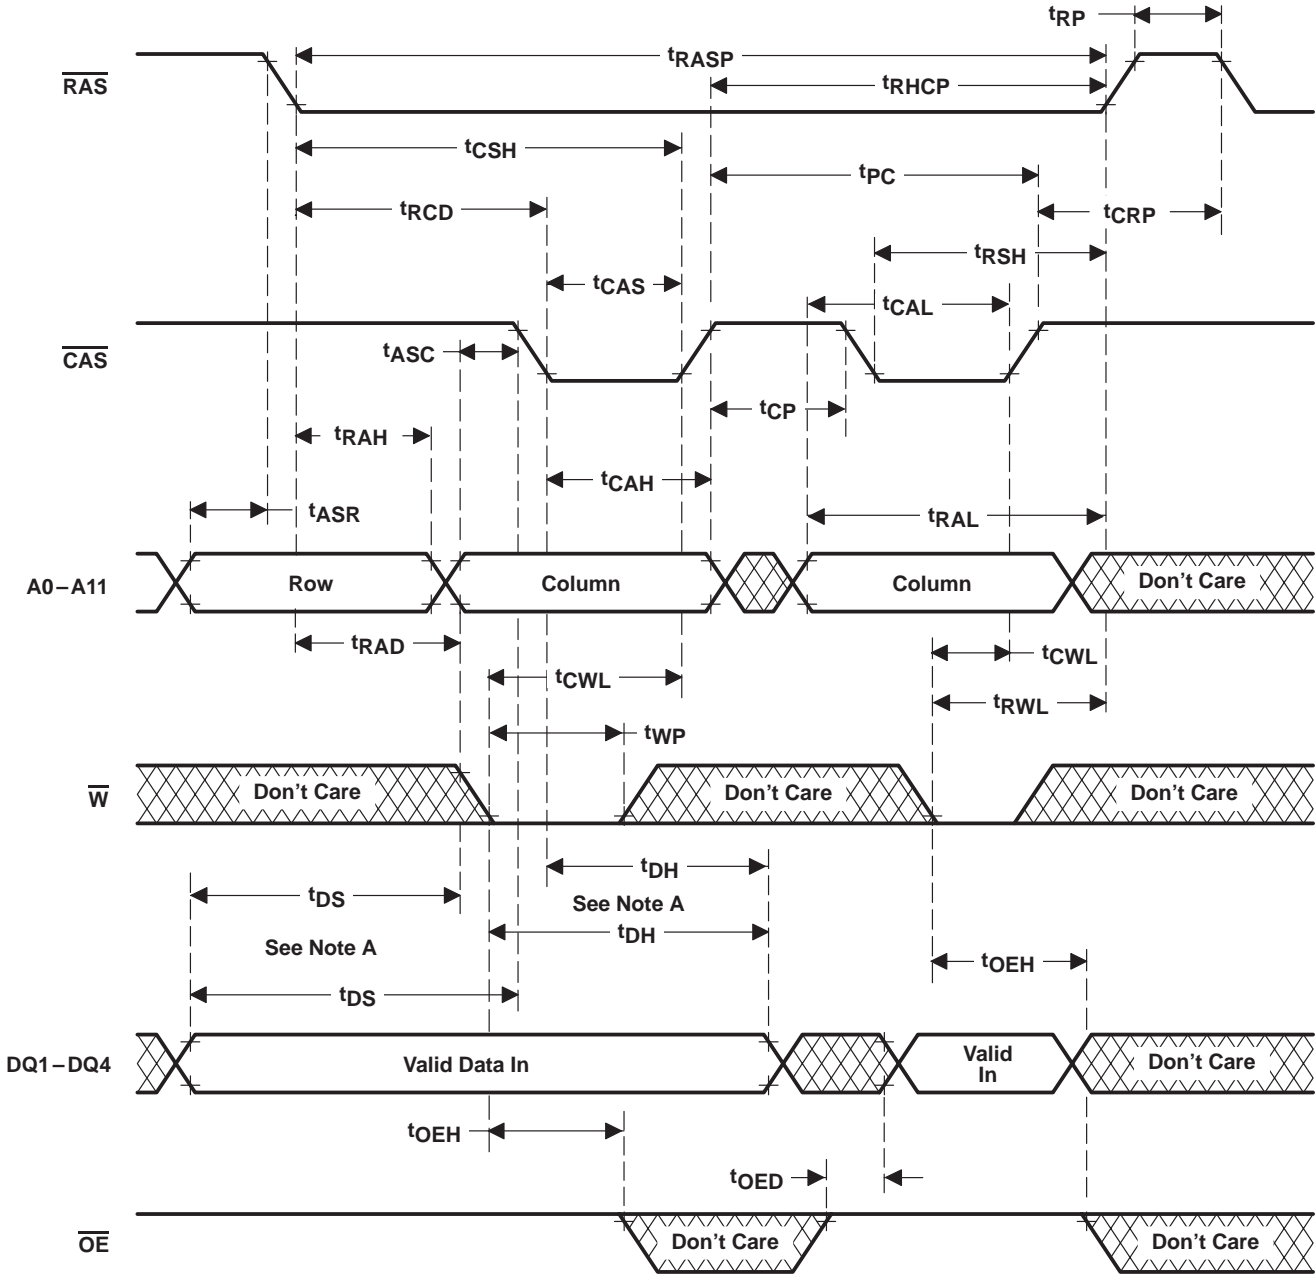 tRP
tRASP
RAS
tRHCP
tCSH
tPC
tRCD
tCRP
tRSH
tCAS
tCAL
CAS
tASC
tCP
tRAH
tCAH
tASR
tRAL
A0–A11
Row
Column
Column
Don't Care
tRAD
tCWL
tCWL
tRWL
tWP
W
Don't Care
Don't Care
Don't Care
tDH
tDS
See Note A
tDH
See Note A
tOEH
tDS
DQ1–DQ4
Valid Data In
Valid
In
Don't Care
tOEH
tOED
OE
Don't Care
Don't Care